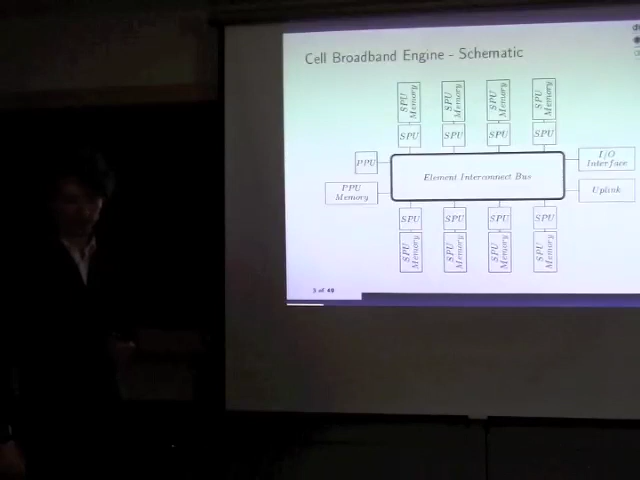 Cell Broadband Engine - Schematic
SPU Memory
SPU Memory
SPU Memory
SPU Memory
SPU
SPU
SPU
SPU
PPU
Element Interconnect Bus
I/O
Interface
PPU
Memory
Uplink
SPU
SPU
SPU
SPU
SPU Memory
SPU Memory
SPU Memory
SPU Memory